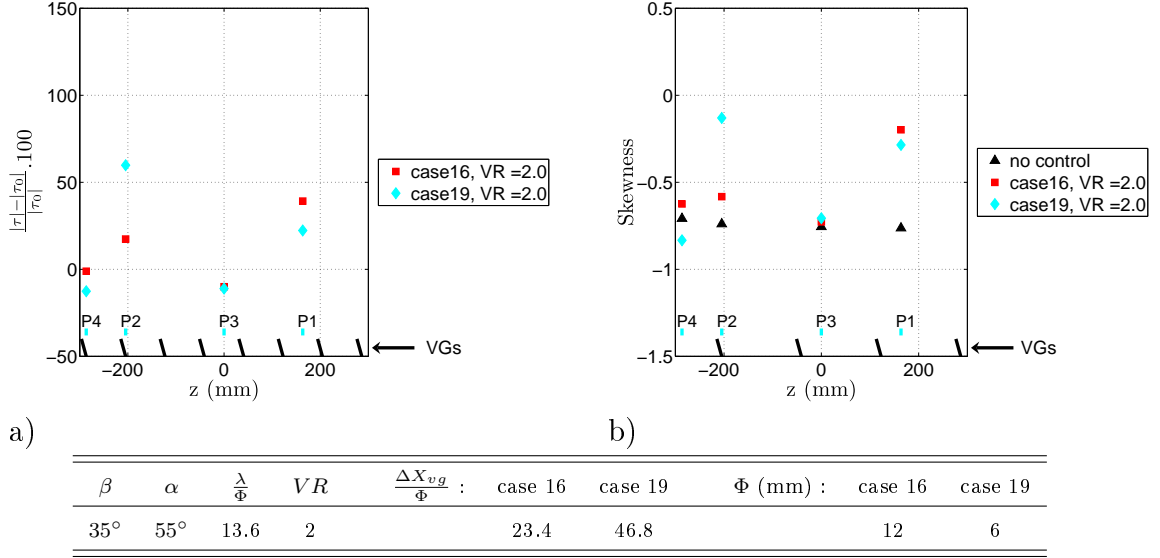 150
100
50
0
−50
|τ|−|τ0| / |τ0| .100
P4 P2 P3 P1
VGs
−200 0 200
z (mm)
case16, VR =2.0
case19, VR =2.0
a)
0.5
0
−0.5
−1
−1.5
Skewness
P4 P2 P3 P1
VGs
−200 0 200
z (mm)
no control
case16, VR =2.0
case19, VR =2.0
b)
β α λ/Φ VR ΔXvg/Φ : case 16 case 19 Φ (mm) : case 16 case 19
35° 55° 13.6 2 23.4 46.8 12 6